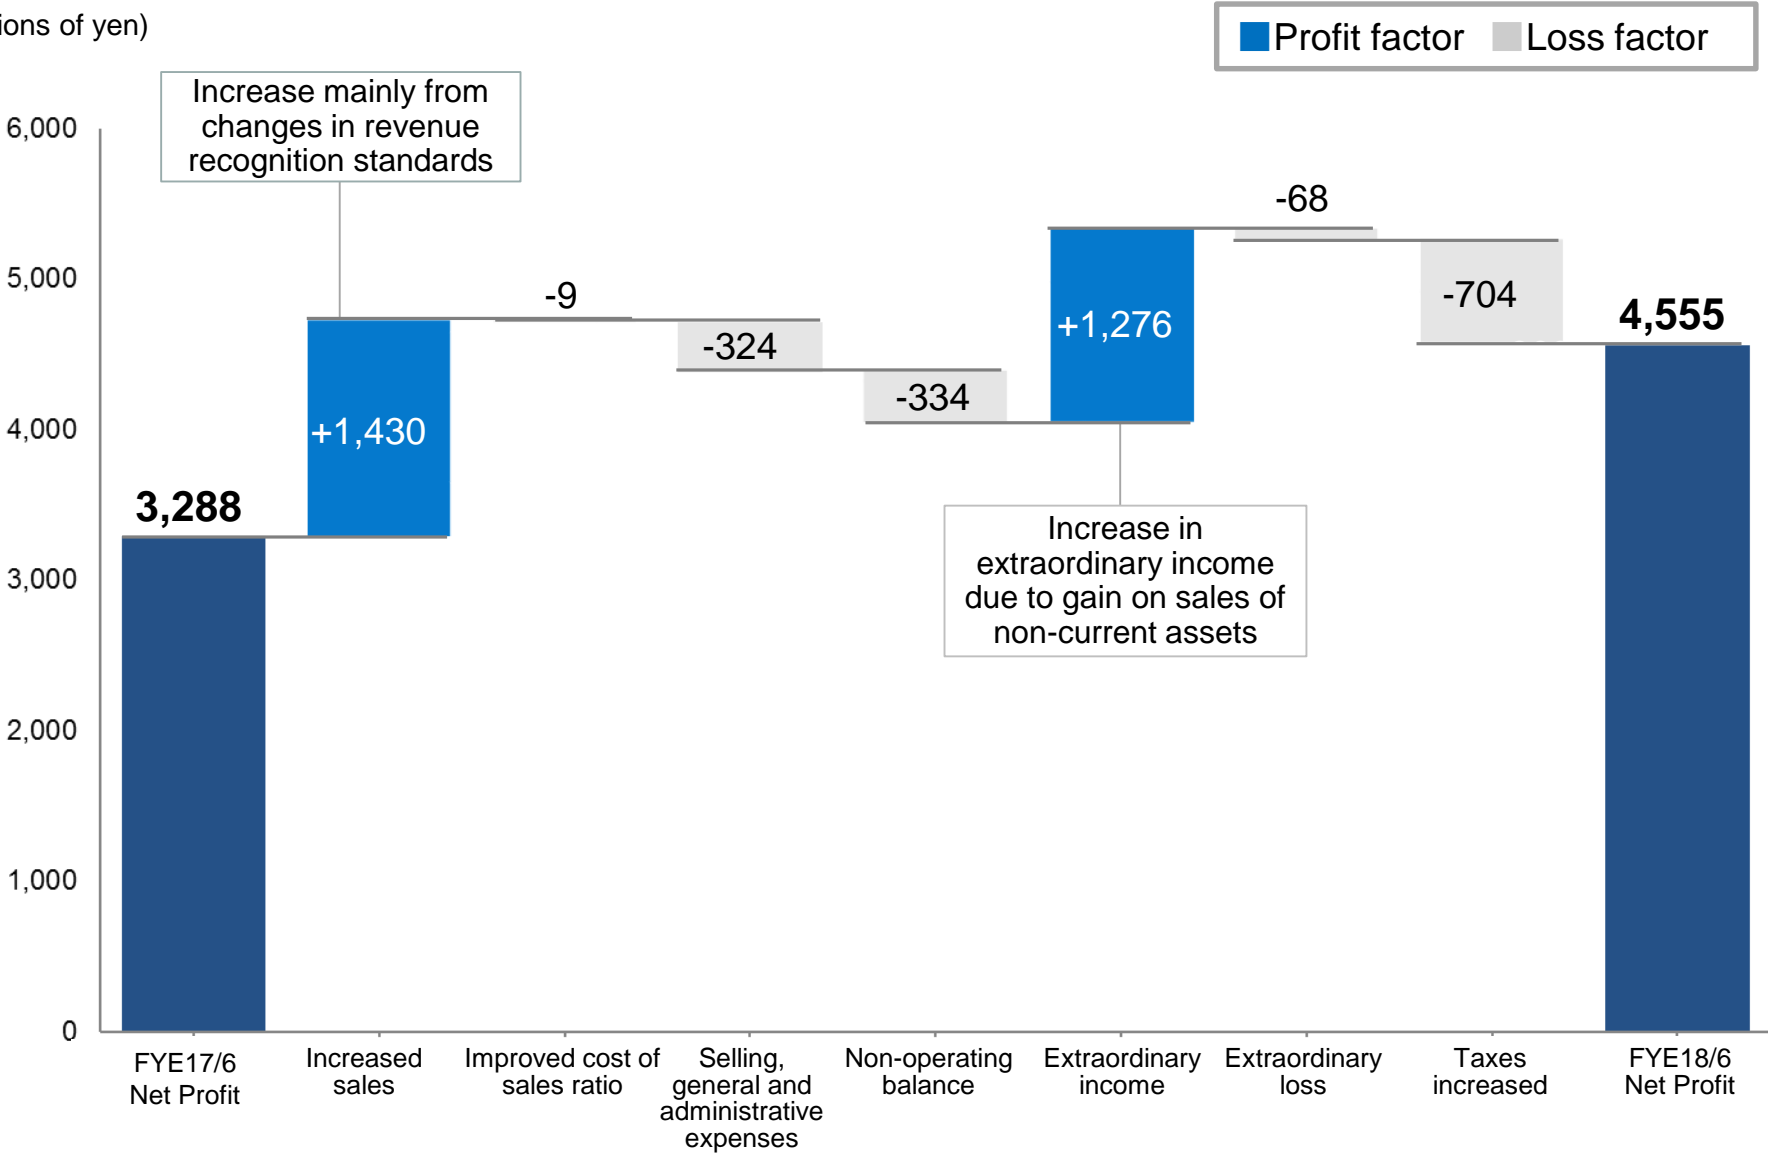 ions of yen)
Profit factor Loss factor
Increase mainly from
changes in revenue
recognition standards
6,000
5,000
4,000
3,000
2,000
1,000
0
3,288
+1,430
-9
-324
-334
+1,276
-68
-704
4,555
Increase in
extraordinary income
due to gain on sales of
non-current assets
FYE17/6
Net Profit
Increased
sales
Improved cost of
sales ratio
Selling,
general and
administrative
expenses
Non-operating
balance
Extraordinary
income
Extraordinary
loss
Taxes
increased
FYE18/6
Net Profit